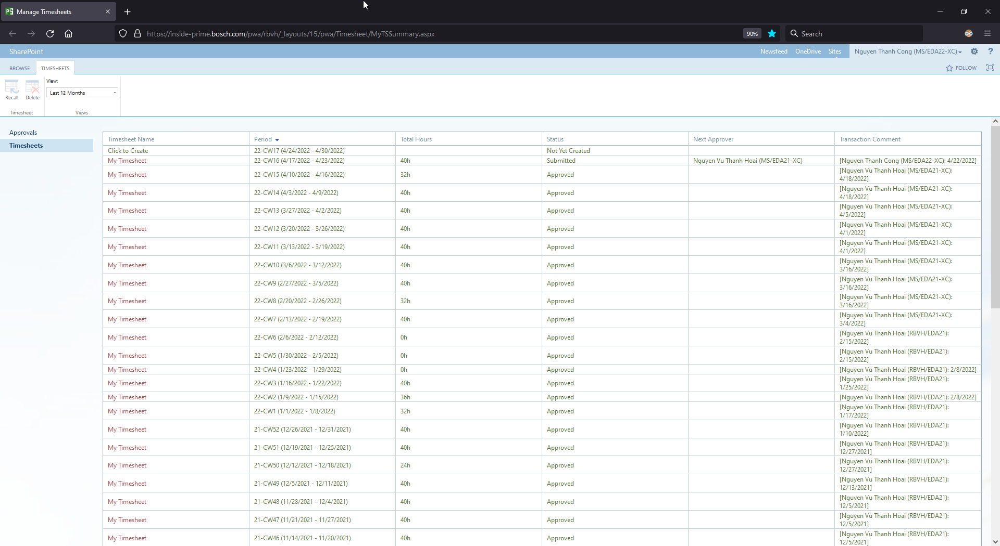 Manage Timesheets
https://inside-prime.bosch.com/pwa/rbvh/_layouts/15/pwa/Timesheet/MyTSSummary.aspx
90%
Search
SharePoint
Newsfeed OneDrive Sites Nguyen Thanh Cong (MS/EDA22-XC) ?
BROWSE TIMESHEETS
FOLLOW
View:
Last 12 Months
Recall Delete
Timesheet Views
Approvals
Timesheets
Timesheet Name Period Total Hours Status Next Approver Transaction Comment
Click to Create 22-CW17 (4/24/2022 - 4/30/2022) Not Yet Created
My Timesheet 22-CW16 (4/17/2022 - 4/23/2022) 40h Submitted Nguyen Vu Thanh Hoai (MS/EDA21-XC) [Nguyen Thanh Cong (MS/EDA22-XC): 4/22/2022]
My Timesheet 22-CW15 (4/10/2022 - 4/16/2022) 32h Approved [Nguyen Vu Thanh Hoai (MS/EDA21-XC):
4/18/2022]
My Timesheet 22-CW14 (4/3/2022 - 4/9/2022) 40h Approved [Nguyen Vu Thanh Hoai (MS/EDA21-XC):
4/18/2022]
My Timesheet 22-CW13 (3/27/2022 - 4/2/2022) 40h Approved [Nguyen Vu Thanh Hoai (MS/EDA21-XC):
4/5/2022]
My Timesheet 22-CW12 (3/20/2022 - 3/26/2022) 40h Approved [Nguyen Vu Thanh Hoai (MS/EDA21-XC):
4/1/2022]
My Timesheet 22-CW11 (3/13/2022 - 3/19/2022) 40h Approved [Nguyen Vu Thanh Hoai (MS/EDA21-XC):
4/1/2022]
My Timesheet 22-CW10 (3/6/2022 - 3/12/2022) 40h Approved [Nguyen Vu Thanh Hoai (MS/EDA21-XC):
3/16/2022]
My Timesheet 22-CW9 (2/27/2022 - 3/5/2022) 40h Approved [Nguyen Vu Thanh Hoai (MS/EDA21-XC):
3/16/2022]
My Timesheet 22-CW8 (2/20/2022 - 2/26/2022) 32h Approved [Nguyen Vu Thanh Hoai (MS/EDA21-XC):
3/16/2022]
My Timesheet 22-CW7 (2/13/2022 - 2/19/2022) 40h Approved [Nguyen Vu Thanh Hoai (MS/EDA21-XC):
3/4/2022]
My Timesheet 22-CW6 (2/6/2022 - 2/12/2022) 0h Approved [Nguyen Vu Thanh Hoai (RBVH/EDA21):
2/15/2022]
My Timesheet 22-CW5 (1/30/2022 - 2/5/2022) 0h Approved [Nguyen Vu Thanh Hoai (RBVH/EDA21):
2/15/2022]
My Timesheet 22-CW4 (1/23/2022 - 1/29/2022) 0h Approved [Nguyen Vu Thanh Hoai (RBVH/EDA21): 2/8/2022]
My Timesheet 22-CW3 (1/16/2022 - 1/22/2022) 40h Approved [Nguyen Vu Thanh Hoai (RBVH/EDA21):
1/25/2022]
My Timesheet 22-CW2 (1/9/2022 - 1/15/2022) 36h Approved [Nguyen Vu Thanh Hoai (RBVH/EDA21): 2/8/2022]
My Timesheet 22-CW1 (1/1/2022 - 1/8/2022) 32h Approved [Nguyen Vu Thanh Hoai (RBVH/EDA21):
1/17/2022]
My Timesheet 21-CW52 (12/26/2021 - 12/31/2021) 40h Approved [Nguyen Vu Thanh Hoai (RBVH/EDA21):
1/10/2022]
My Timesheet 21-CW51 (12/19/2021 - 12/25/2021) 40h Approved [Nguyen Vu Thanh Hoai (RBVH/EDA21):
12/27/2021]
My Timesheet 21-CW50 (12/12/2021 - 12/18/2021) 24h Approved [Nguyen Vu Thanh Hoai (RBVH/EDA21):
12/27/2021]
My Timesheet 21-CW49 (12/5/2021 - 12/11/2021) 40h Approved [Nguyen Vu Thanh Hoai (RBVH/EDA21):
12/13/2021]
My Timesheet 21-CW48 (11/28/2021 - 12/4/2021) 40h Approved [Nguyen Vu Thanh Hoai (RBVH/EDA21):
12/5/2021]
My Timesheet 21-CW47 (11/21/2021 - 11/27/2021) 40h Approved [Nguyen Vu Thanh Hoai (RBVH/EDA21):
12/5/2021]
My Timesheet 21-CW46 (11/14/2021 - 11/20/2021) 40h Approved [Nguyen Vu Thanh Hoai (RBVH/EDA21):
12/5/2021]